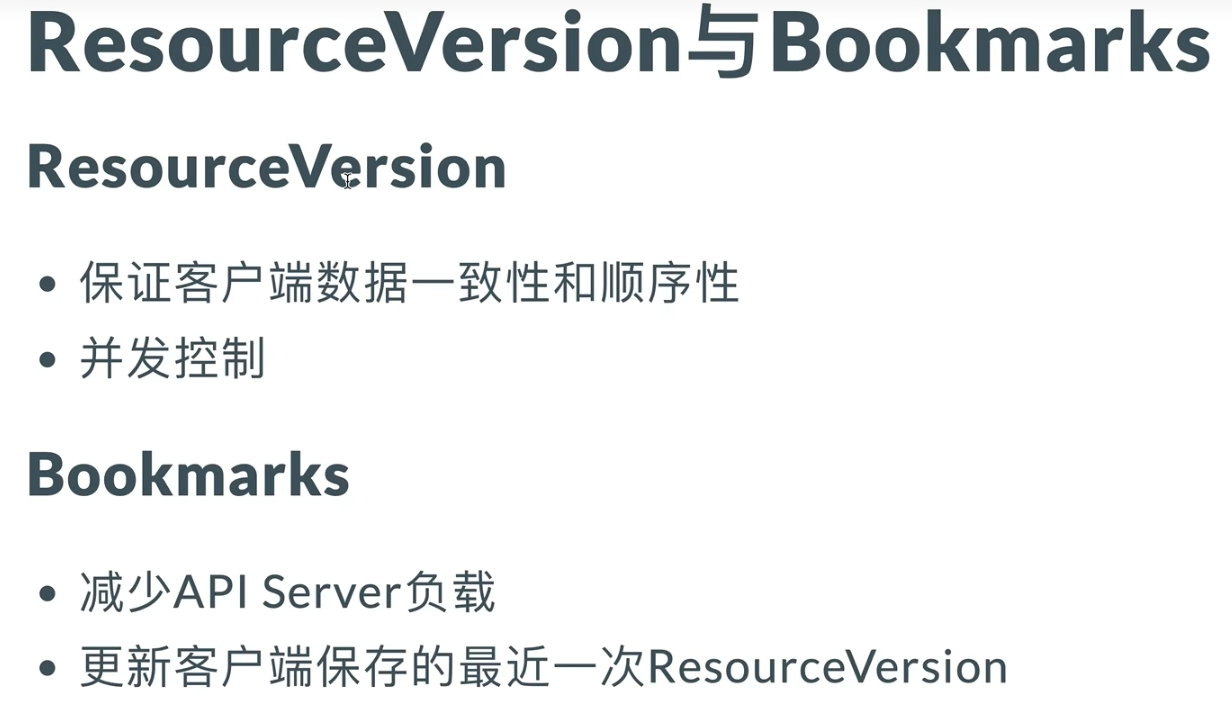 ResourceVersion与Bookmarks
ResourceVersion
保证客户端数据一致性和顺序性
并发控制
Bookmarks
减少API Server负载
更新客户端保存的最近一次ResourceVersion